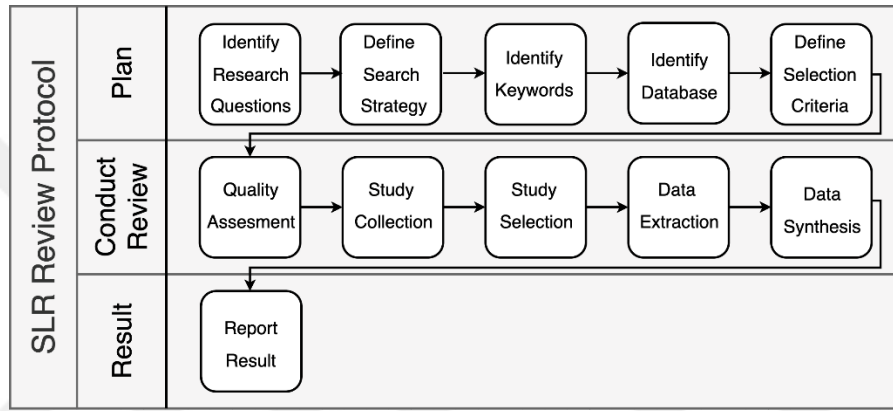 SLR Review Protocol
Plan
Identify
Research
Questions
Define
Search
Strategy
Identify
Keywords
Identify
Database
Define
Selection
Criteria
Conduct
Review
Quality
Assesment
Study
Collection
Study
Selection
Data
Extraction
Data
Synthesis
Result
Report
Result